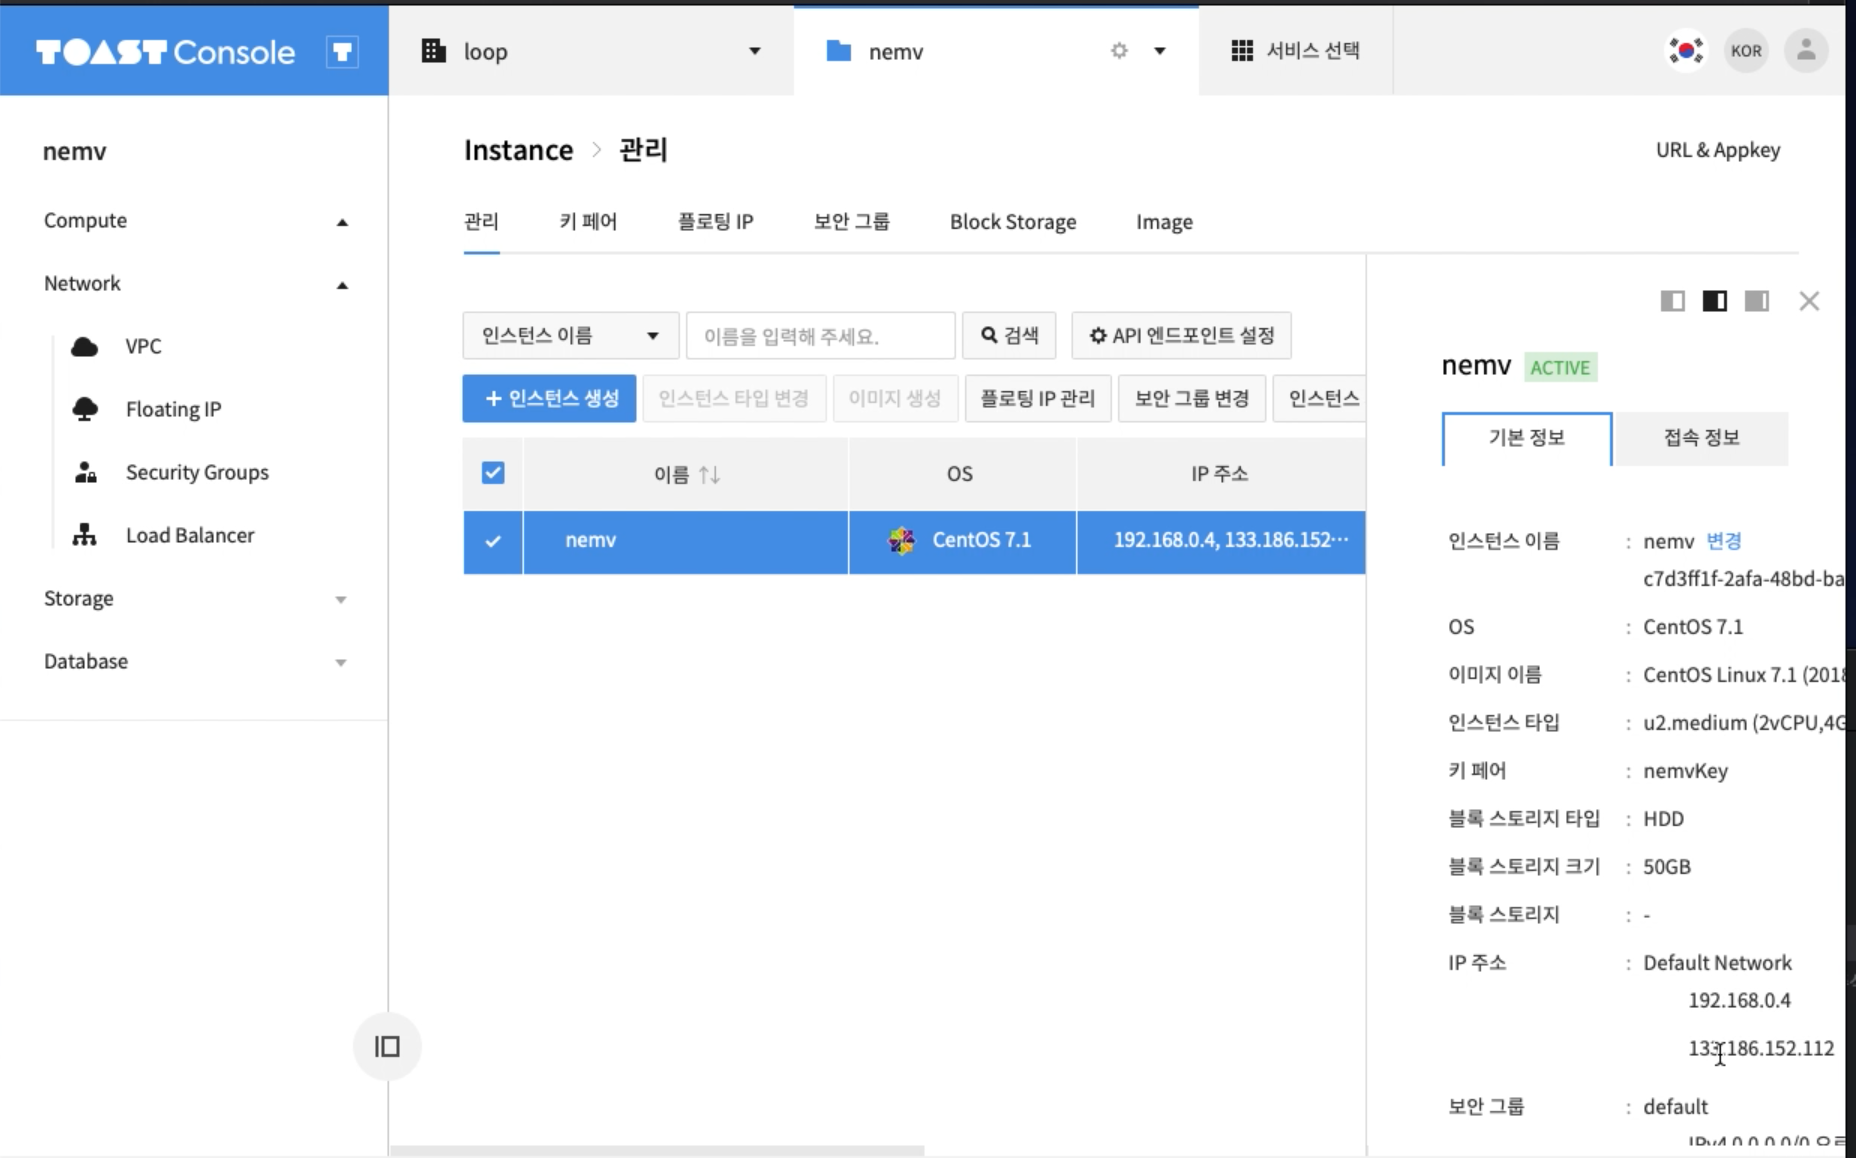 TOAST Console
loop
nemv
서비스 선택
KOR
nemv
Compute
Network
VPC
Floating IP
Security Groups
Load Balancer
Storage
Database
Instance > 관리
URL & Appkey
관리 키 페어 플로팅 IP 보안 그룹 Block Storage Image
인스턴스 이름 이름을 입력해 주세요. 검색 API 엔드포인트 설정
+ 인스턴스 생성 인스턴스 타입 변경 이미지 생성 플로팅 IP 관리 보안 그룹 변경 인스턴스
이름 OS IP 주소
nemv CentOS 7.1 192.168.0.4, 133.186.152···
nemv ACTIVE
기본 정보 접속 정보
인스턴스 이름 : nemv 변경
c7d3ff1f-2afa-48bd-ba
OS : CentOS 7.1
이미지 이름 : CentOS Linux 7.1 (2018
인스턴스 타입 : u2.medium (2vCPU,4G
키 페어 : nemvKey
블록 스토리지 타입 : HDD
블록 스토리지 크기 : 50GB
블록 스토리지 : -
IP 주소 : Default Network
192.168.0.4
133.186.152.112
보안 그룹 : default